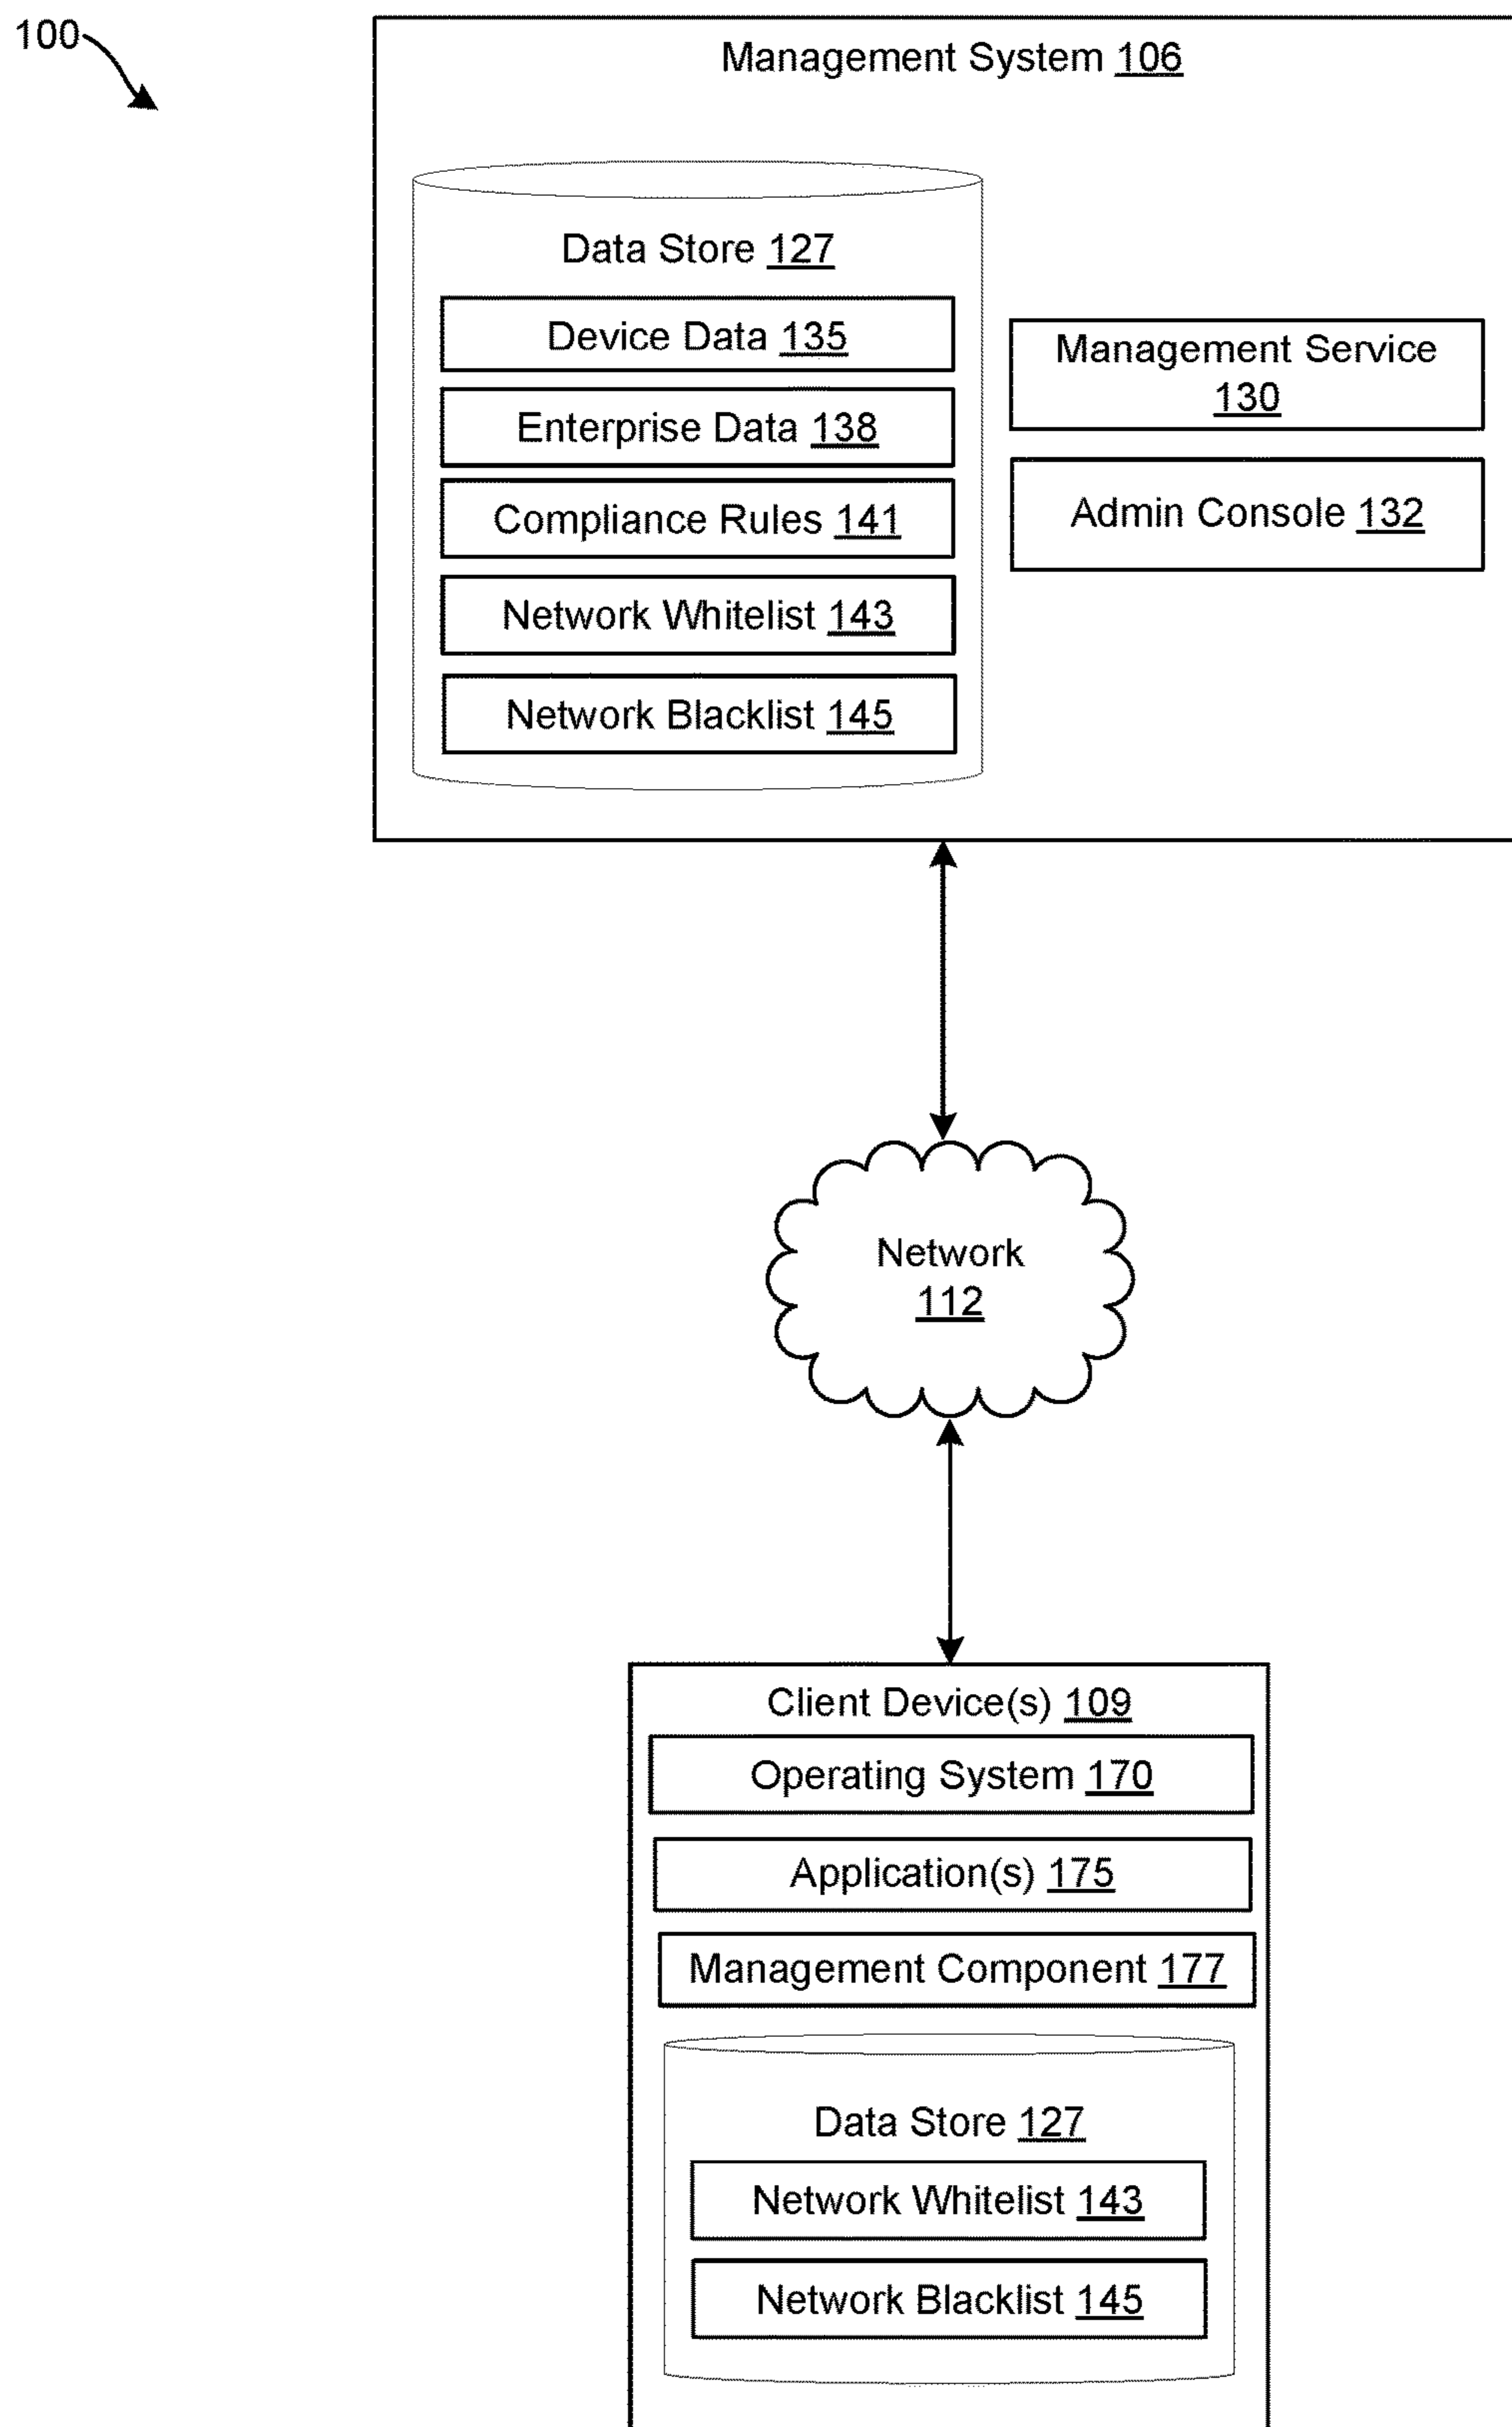 100
Management System 106
Data Store 127
Device Data 135
Enterprise Data 138
Compliance Rules 141
Network Whitelist 143
Network Blacklist 145
Management Service
130
Admin Console 132
Network
112
Client Device(s) 109
Operating System 170
Application(s) 175
Management Component 177
Data Store 127
Network Whitelist 143
Network Blacklist 145